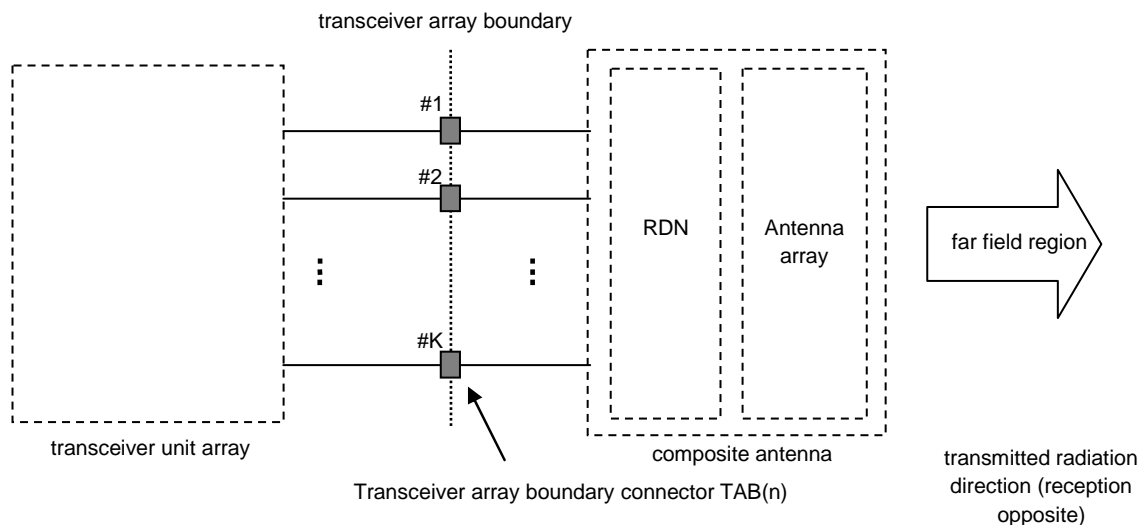 transceiver array boundary
#1
#2
RDN
Antenna
array
far field region
#K
transceiver unit array
composite antenna
Transceiver array boundary connector TAB(n)
transmitted radiation
direction (reception
opposite)